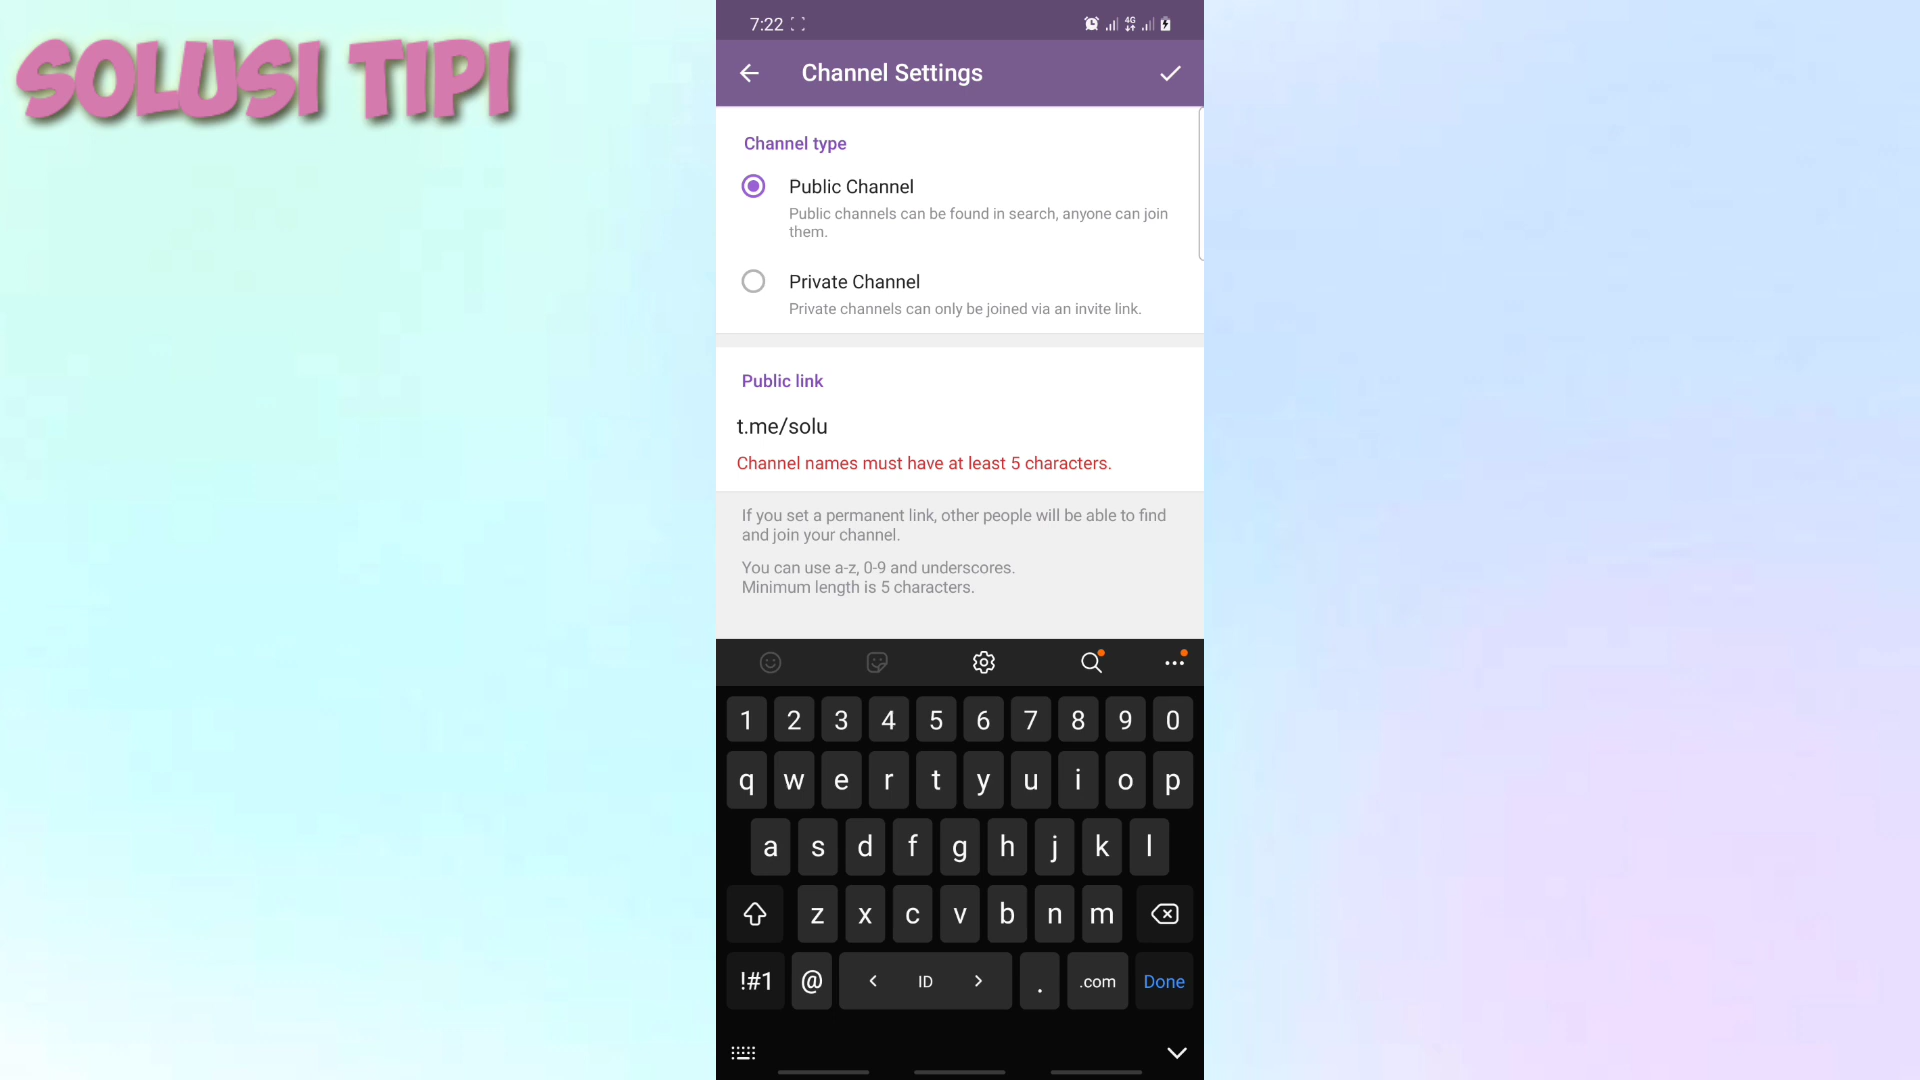 SOLUSI TIPI
7:22
4G
Channel Settings
Channel type
Public Channel
Public channels can be found in search, anyone can join
them.
Private Channel
Private channels can only be joined via an invite link.
Public link
t.me/solu
Channel names must have at least 5 characters.
If you set a permanent link, other people will be able to find
and join your channel.
You can use a-z, 0-9 and underscores.
Minimum length is 5 characters.
1 2 3 4 5 6 7 8 9 0
q w e r t y u i o p
a s d f g h j k l
z x c v b n m
!#1 @ < ID > . .com Done